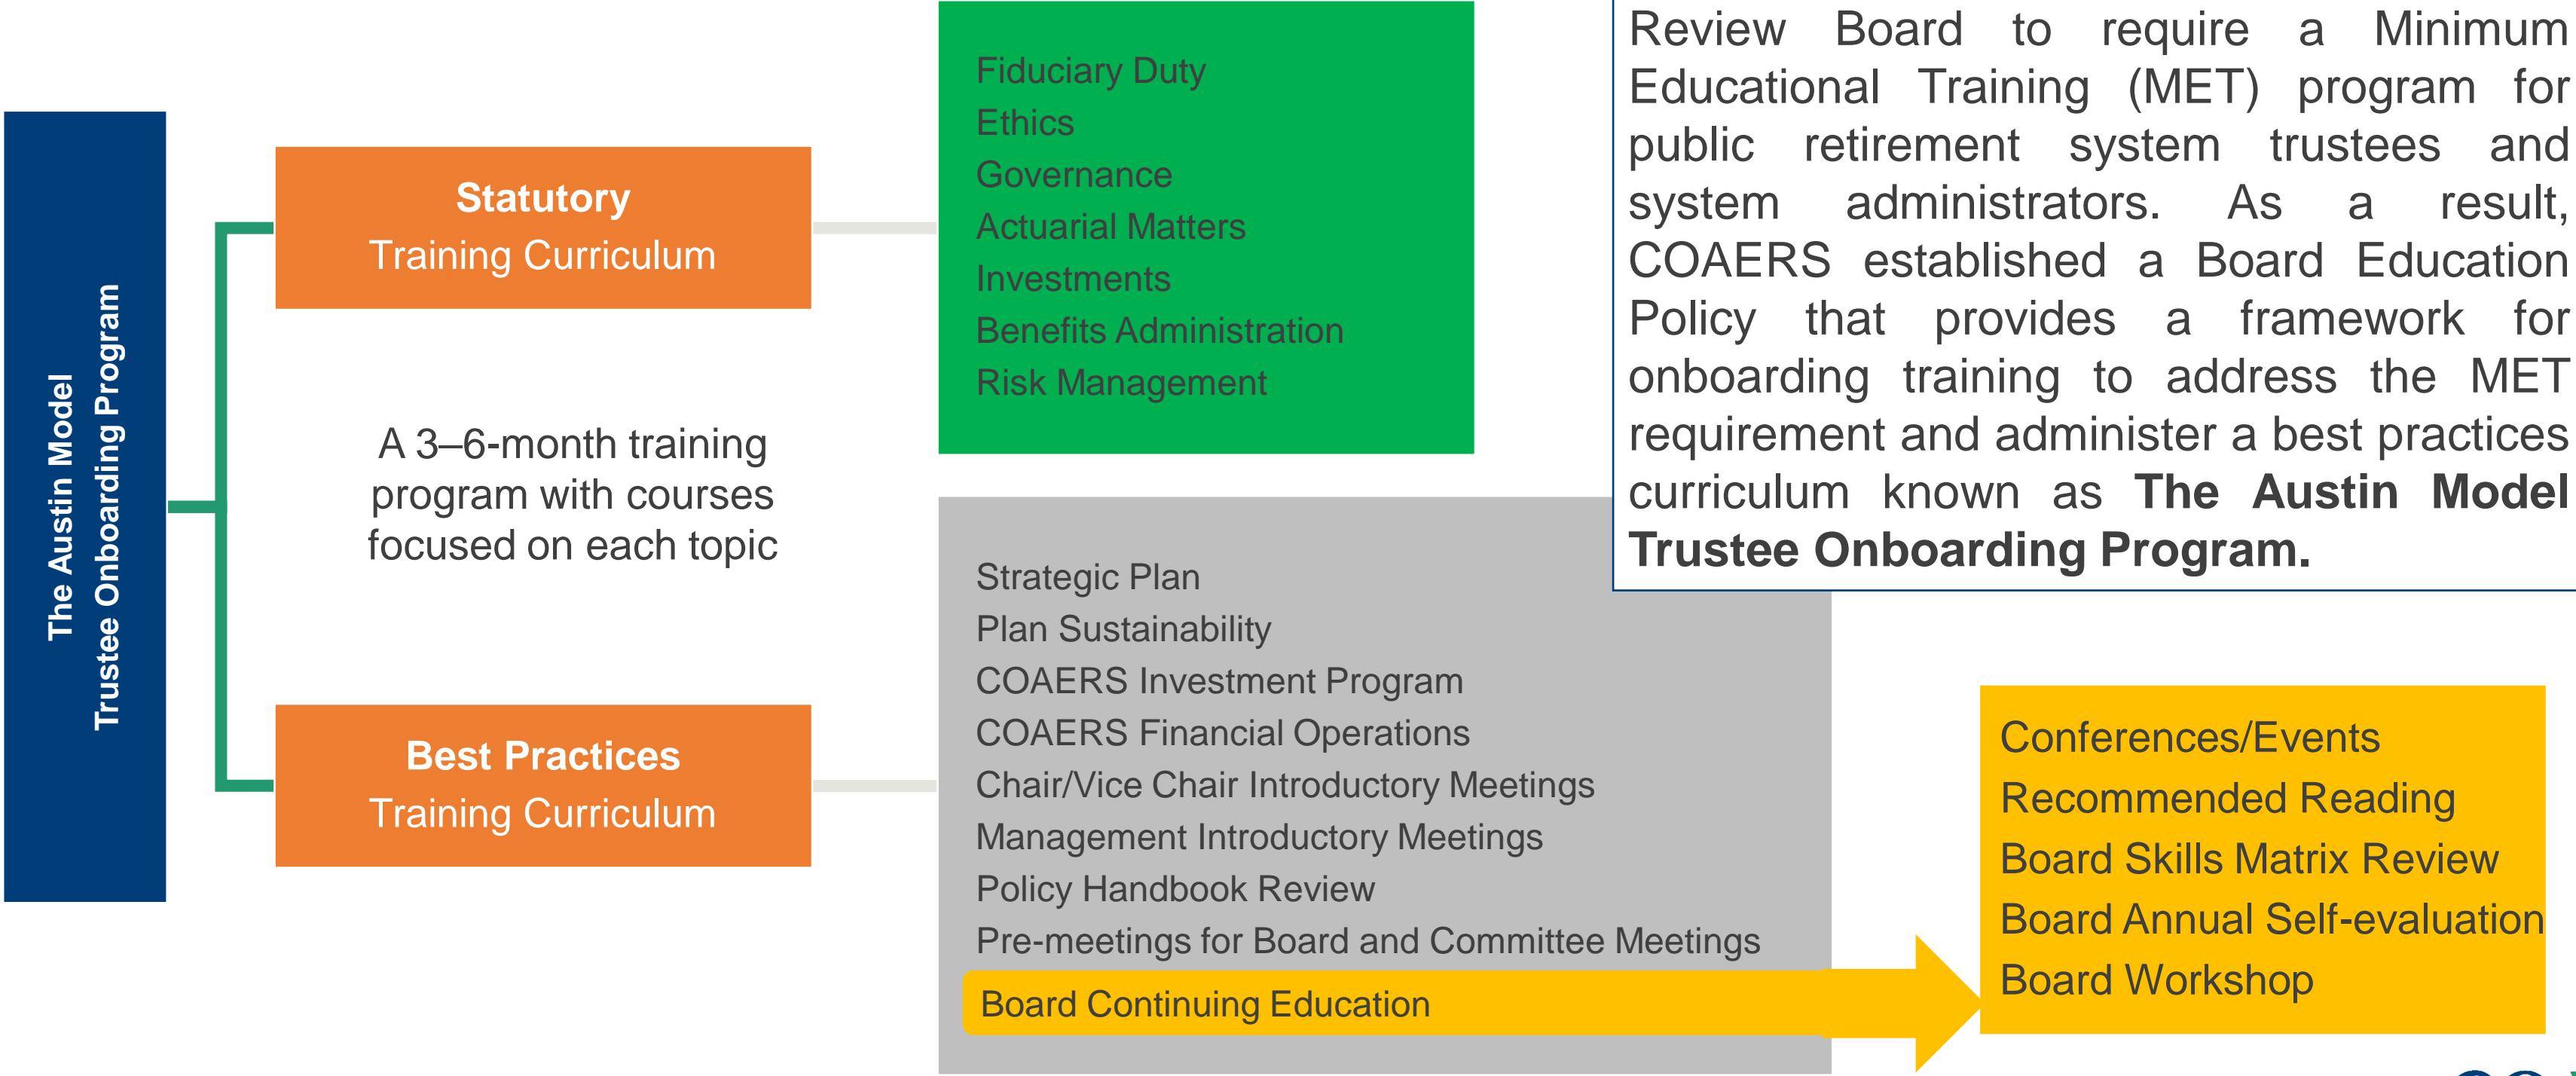 The Austin Model
Trustee Onboarding Program
Statutory
Training Curriculum
A 3–6-month training
program with courses
focused on each topic
Best Practices
Training Curriculum
Fiduciary Duty
Ethics
Governance
Actuarial Matters
Investments
Benefits Administration
Risk Management
Strategic Plan
Plan Sustainability
COAERS Investment Program
COAERS Financial Operations
Chair/Vice Chair Introductory Meetings
Management Introductory Meetings
Policy Handbook Review
Pre-meetings for Board and Committee Meetings
Board Continuing Education
Review Board to require a Minimum
Educational Training (MET) program for
public retirement system trustees and
system administrators. As a result,
COAERS established a Board Education
Policy that provides a framework for
onboarding training to address the MET
requirement and administer a best practices
curriculum known as The Austin Model
Trustee Onboarding Program.
Conferences/Events
Recommended Reading
Board Skills Matrix Review
Board Annual Self-evaluation
Board Workshop